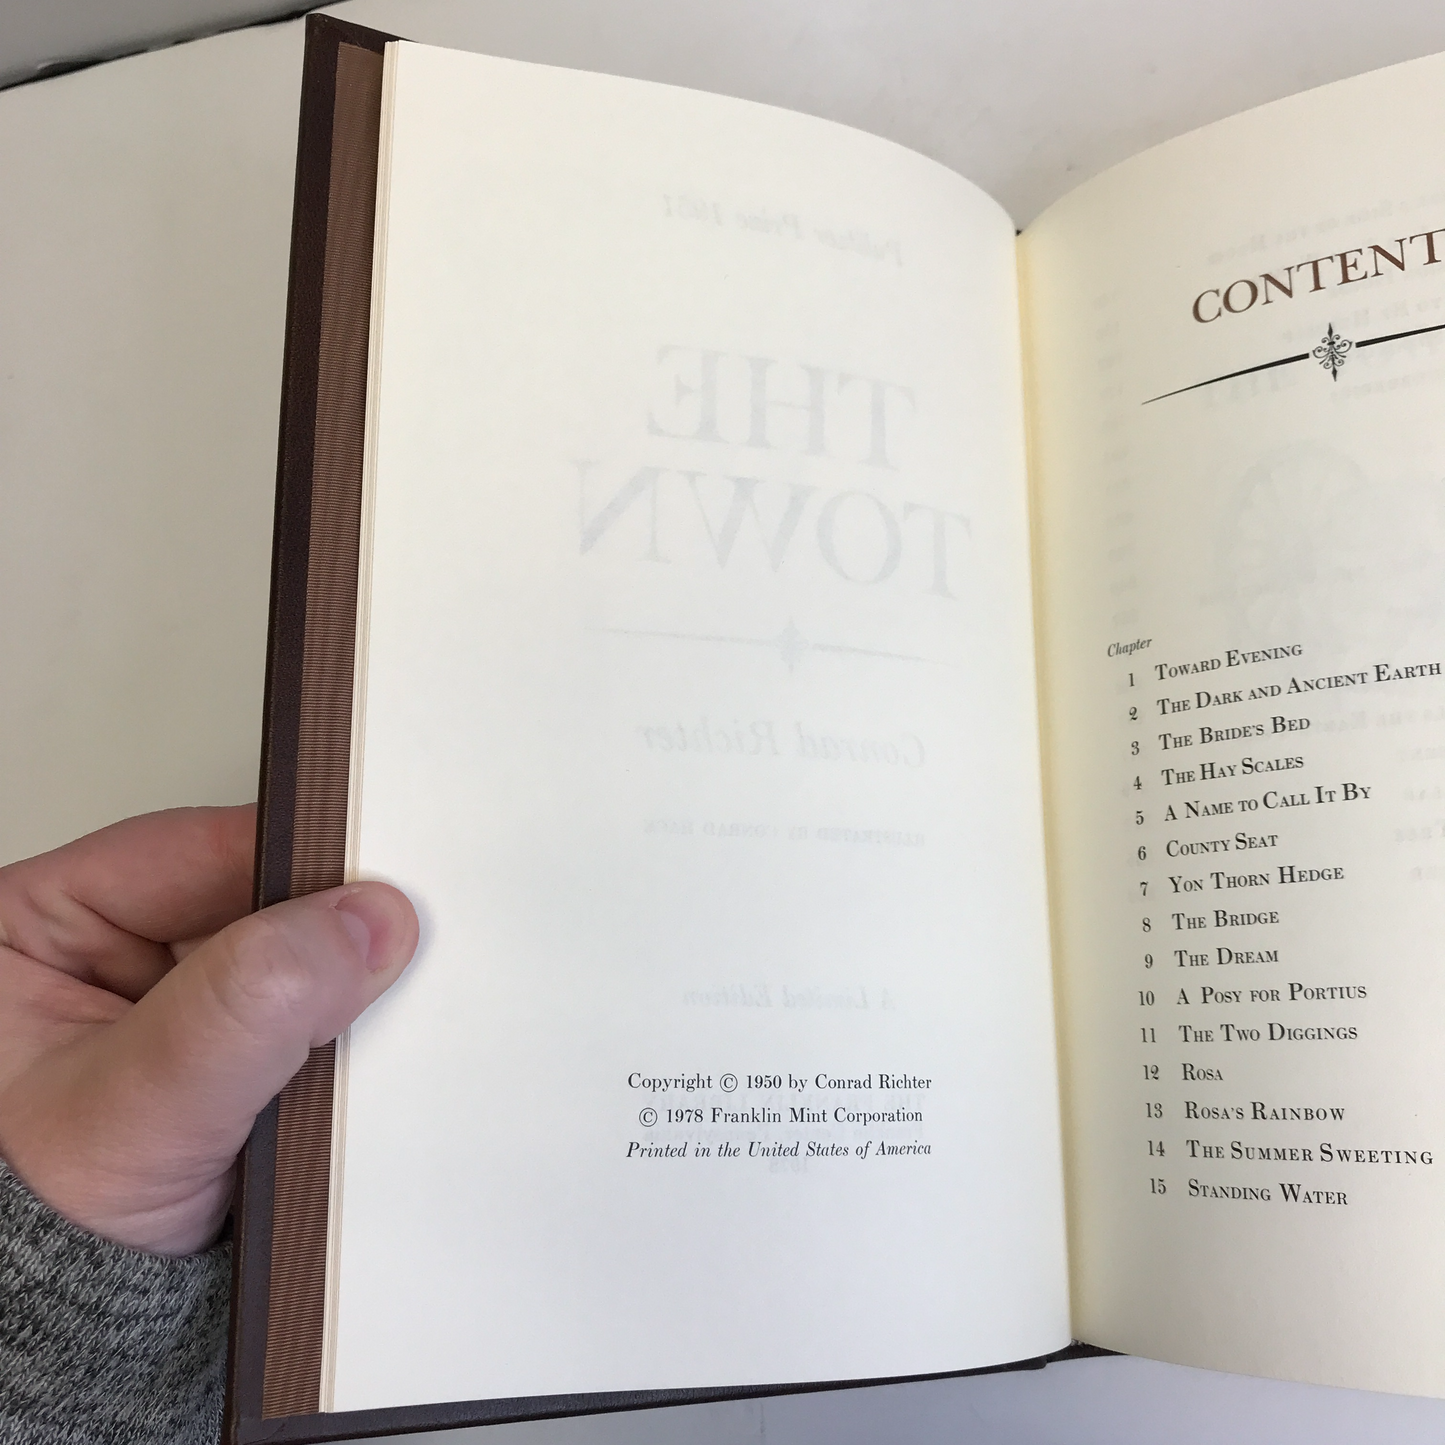 Copyright © 1950 by Conrad Richter
© 1978 Franklin Mint Corporation
Printed in the United States of America
CONTENT
Chapter
1 TOWARD EVENING
2 THE DARK AND ANCIENT EARTH
3 THE BRIDE'S BED
4 THE HAY SCALES
5 A NAME TO CALL IT BY
6 COUNTY SEAT
7 YON THORN HEDGE
8 THE BRIDGE
9 THE DREAM
10 A POSY FOR PORTIUS
11 THE TWO DIGGINGS
12 ROSA
13 ROSA'S RAINBOW
14 THE SUMMER SWEETING
15 STANDING WATER